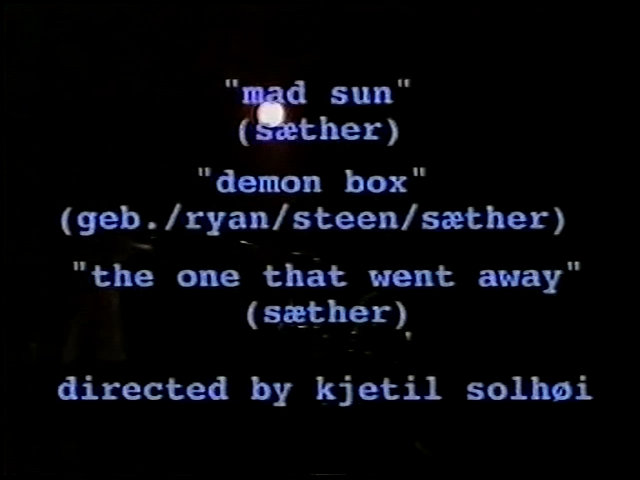 "mad sun"
(sæther)
"demon box"
(geb./ryan/steen/sæther)
"the one that went away"
(sæther)
directed by kjetil solhøi